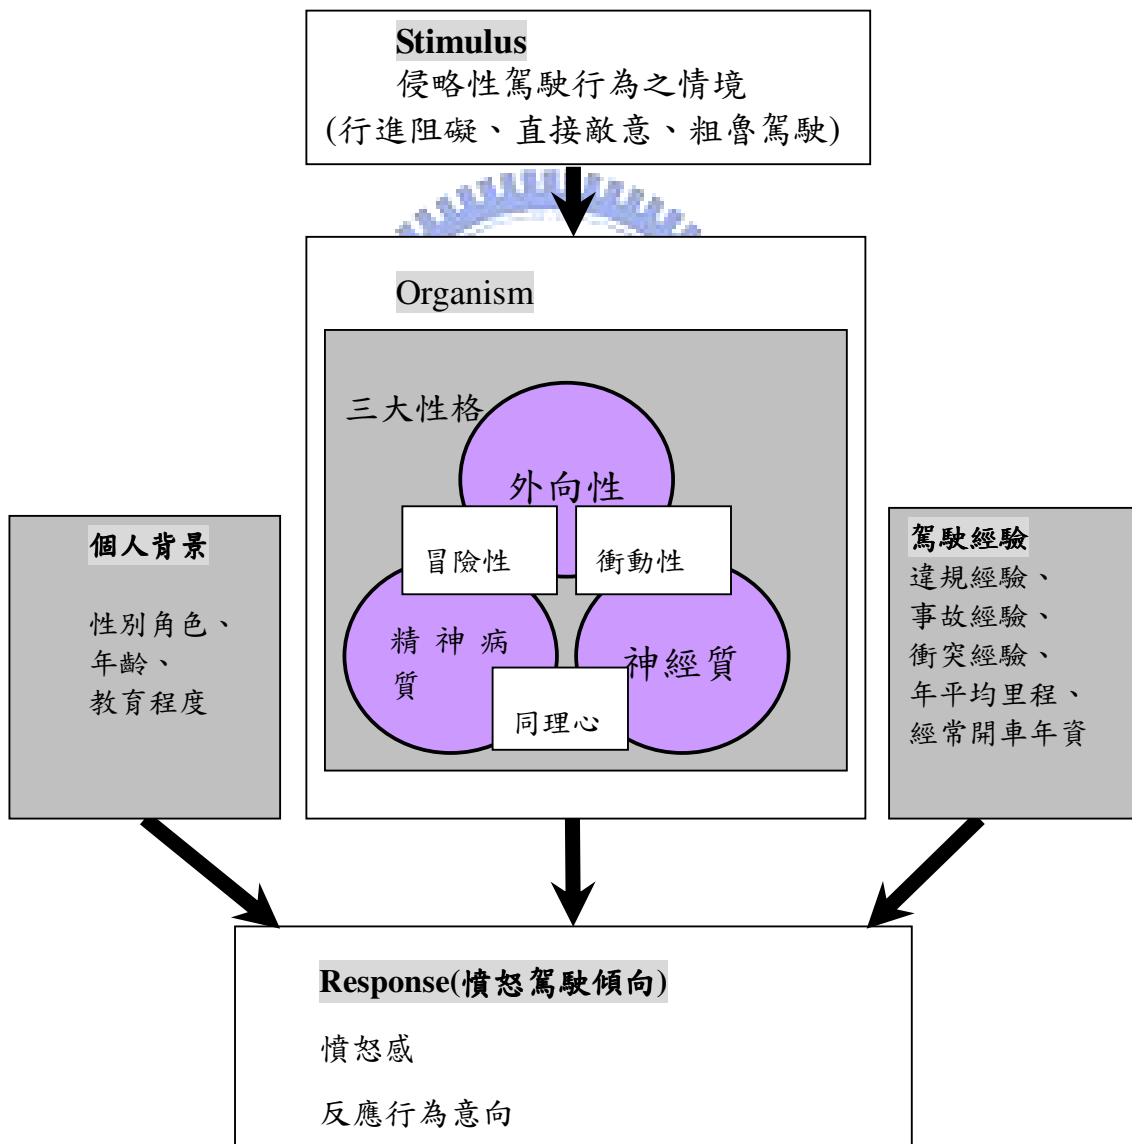 Stimulus
侵略性駕駛行為之情境
(行進阻礙、直接敵意、粗魯駕駛)
Organism
三大性格
外向性
冒險性
衝動性
精神病
質
神經質
同理心
個人背景
性別角色、
年齡、
教育程度
駕駛經驗
違規經驗、
事故經驗、
衝突經驗、
年平均里程、
經常開車年資
Response(憤怒駕駛傾向)
憤怒感
反應行為意向